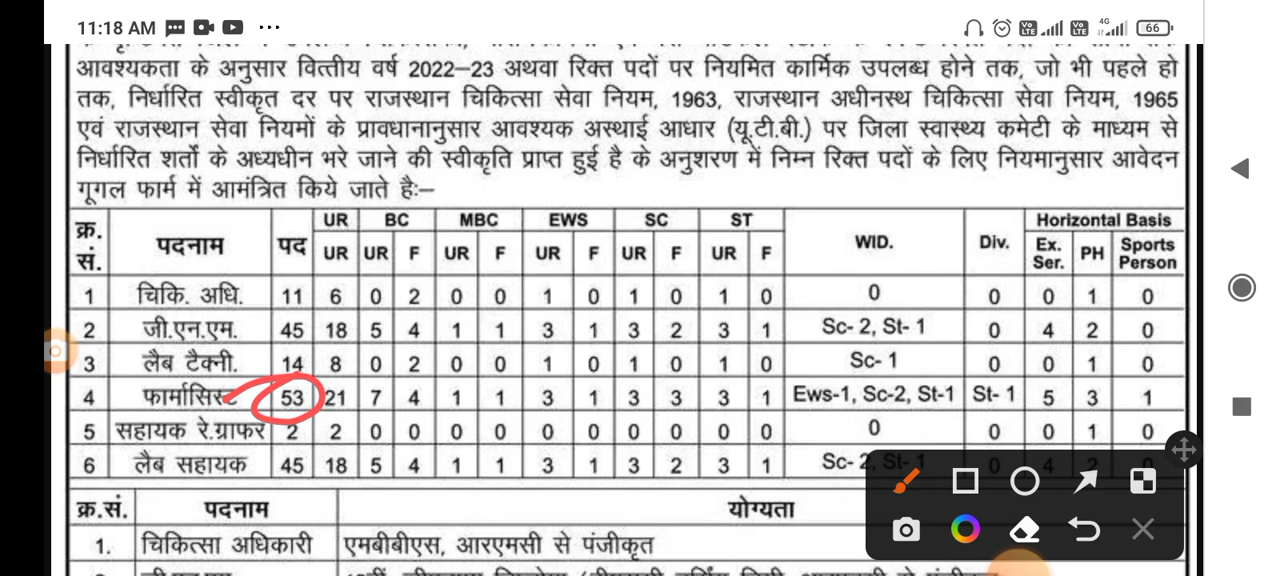 11:18 AM ... 4G 66
आवश्यकता के अनुसार वित्तीय वर्ष 2022–23 अथवा रिक्त पदों पर नियमित कार्मिक उपलब्ध होने तक, जो भी पहले हो
तक, निर्धारित स्वीकृत दर पर राजस्थान चिकित्सा सेवा नियम, 1963, राजस्थान अधीनस्थ चिकित्सा सेवा नियम, 1965
एवं राजस्थान सेवा नियमों के प्रावधानानुसार आवश्यक अस्थाई आधार (यू.टी.बी.) पर जिला स्वास्थ्य कमेटी के माध्यम से
निर्धारित शर्तो के अध्यधीन भरे जाने की स्वीकृति प्राप्त हुई है के अनुशरण में निम्न रिक्त पदों के लिए नियमानुसार आवेदन
गूगल फार्म में आमंत्रित किये जाते हैः–
क्र. सं. पदनाम पद UR BC MBC EWS SC ST WID. Div. Horizontal Basis
UR UR F UR F UR F UR F UR F Ex. Ser. PH Sports Person
1 चिकि. अधि. 11 6 0 2 0 0 1 0 1 0 1 0 0 0 0 1 0
2 जी.एन.एम. 45 18 5 4 1 1 3 1 3 2 3 1 Sc- 2, St- 1 0 4 2 0
3 लैब टैक्नी. 14 8 0 2 0 0 1 0 1 0 1 0 Sc- 1 0 0 1 0
4 फार्मासिस्ट 53 21 7 4 1 1 3 1 3 3 3 1 Ews-1, Sc-2, St-1 St- 1 5 3 1
5 सहायक रे.ग्राफर 2 2 0 0 0 0 0 0 0 0 0 0 0 0 0 1 0
6 लैब सहायक 45 18 5 4 1 1 3 1 3 2 3 1 Sc- 2, St- 1 0 4 2 0
क्र.सं. पदनाम योग्यता
1. चिकित्सा अधिकारी एमबीबीएस, आरएमसी से पंजीकृत